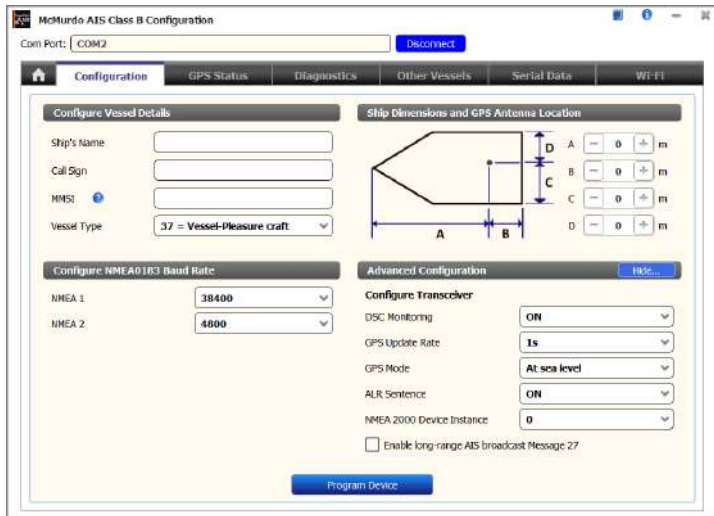 McMurdo AIS Class B Configuration
Com Port: COM2 Disconnect
Configuration GPS Status Diagnostics Other Vessels Serial Data Wi-Fi
Configure Vessel Details
Ship's Name
Call Sign
MMSI ?
Vessel Type 37 = Vessel-Pleasure craft
Ship Dimensions and GPS Antenna Location
D
C
A B
A - 0 + m
B - 0 + m
C - 0 + m
D - 0 + m
Configure NMEA0183 Baud Rate
NMEA 1 38400
NMEA 2 4800
Advanced Configuration Hide...
Configure Transceiver
DSC Monitoring ON
GPS Update Rate 1s
GPS Mode At sea level
ALR Sentence ON
NMEA 2000 Device Instance 0
Enable long-range AIS broadcast Message 27
Program Device